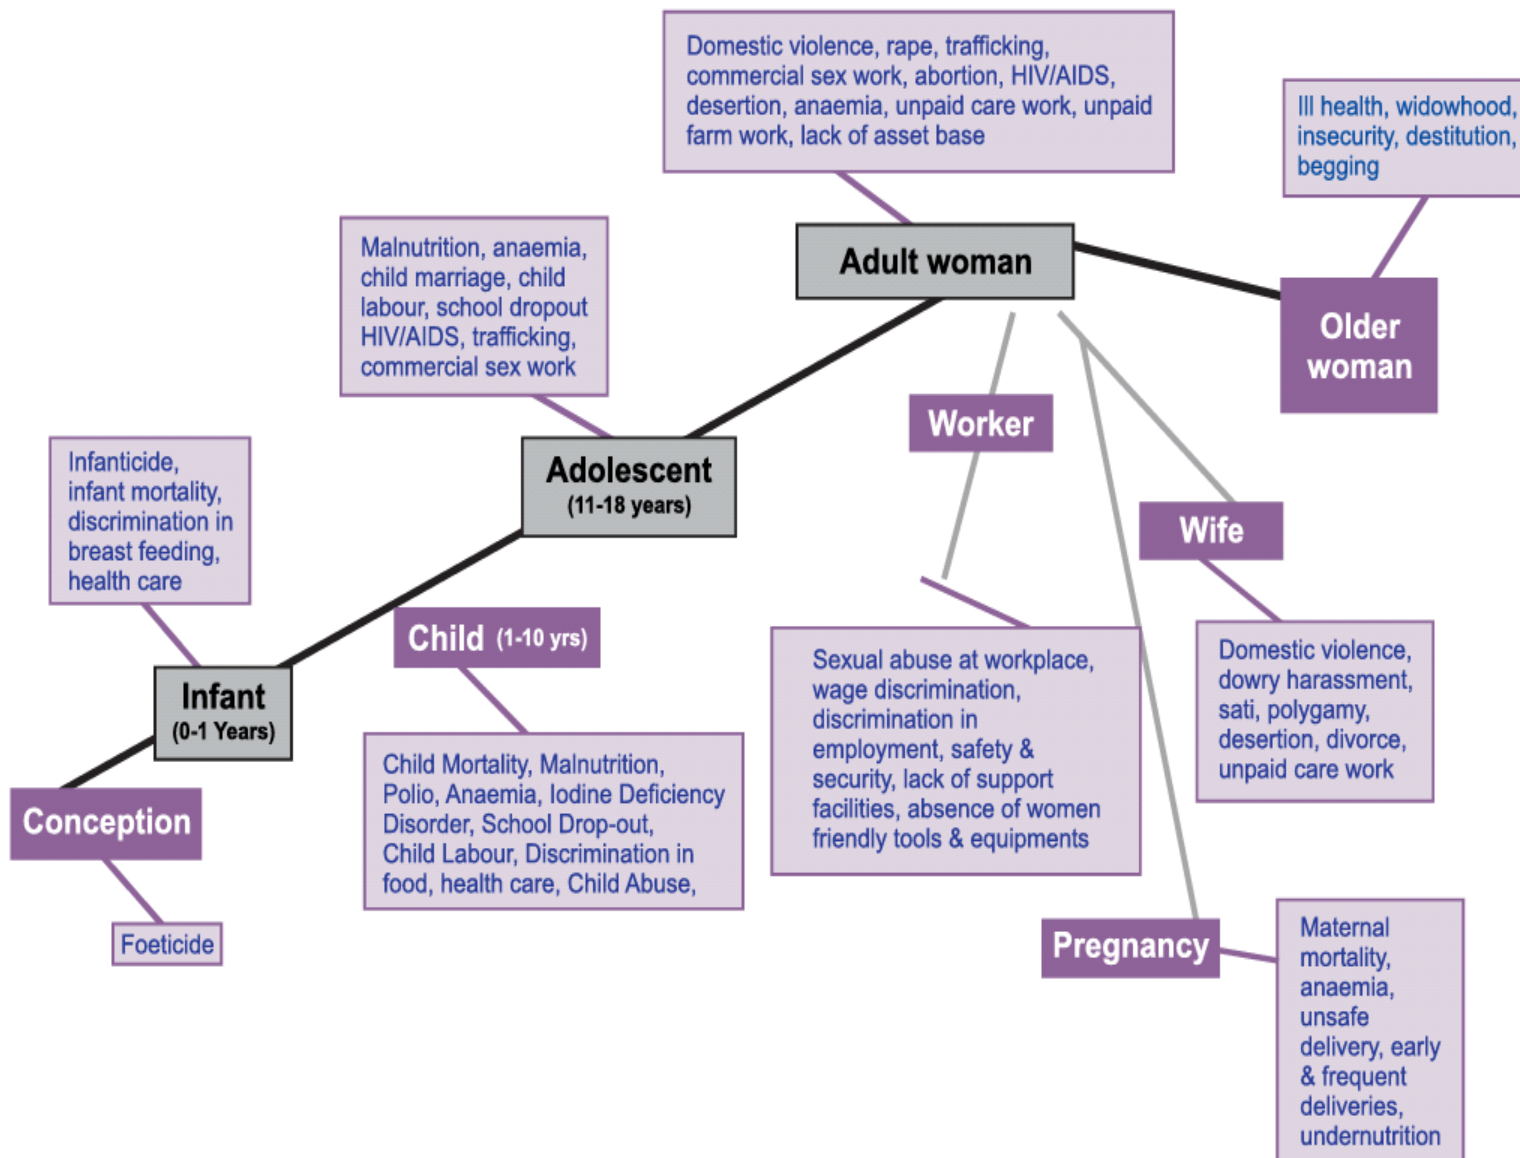 Domestic violence, rape, trafficking,
commercial sex work, abortion, HIV/AIDS,
desertion, anaemia, unpaid care work, unpaid
farm work, lack of asset base
Ill health, widowhood,
insecurity, destitution,
begging
Adult woman
Older
woman
Malnutrition, anaemia,
child marriage, child
labour, school dropout
HIV/AIDS, trafficking,
commercial sex work
Adolescent
(11-18 years)
Worker
Wife
Infanticide,
infant mortality,
discrimination in
breast feeding,
health care
Child (1-10 yrs)
Infant
(0-1 Years)
Sexual abuse at workplace,
wage discrimination,
discrimination in
employment, safety &
security, lack of support
facilities, absence of women
friendly tools & equipments
Domestic violence,
dowry harassment,
sati, polygamy,
desertion, divorce,
unpaid care work
Child Mortality, Malnutrition,
Polio, Anaemia, Iodine Deficiency
Disorder, School Drop-out,
Child Labour, Discrimination in
food, health care, Child Abuse,
Conception
Foeticide
Pregnancy
Maternal
mortality,
anaemia,
unsafe
delivery, early
& frequent
deliveries,
undernutrition